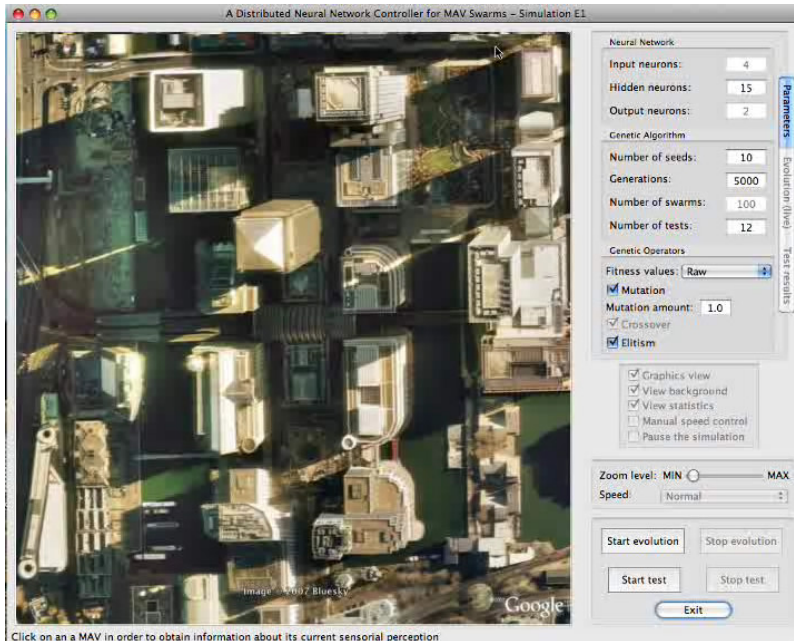 A Distributed Neural Network Controller for MAV Swarms – Simulation E1
Neural Network
Input neurons: 4
Hidden neurons: 15
Output neurons: 2
Genetic Algorithm
Number of seeds: 10
Generations: 5000
Number of swarms: 100
Number of tests: 12
Genetic Operators
Fitness values: Raw
Mutation
Mutation amount: 1.0
Crossover
Elitism
Parameters
Evolution (live)
Test results
Graphics view
View background
View statistics
Manual speed control
Pause the simulation
Zoom level: MIN MAX
Speed: Normal
Start evolution Stop evolution
Start test Stop test
Exit
Image © 2007 Bluesky
Google
Click on an a MAV in order to obtain information about its current sensorial perception